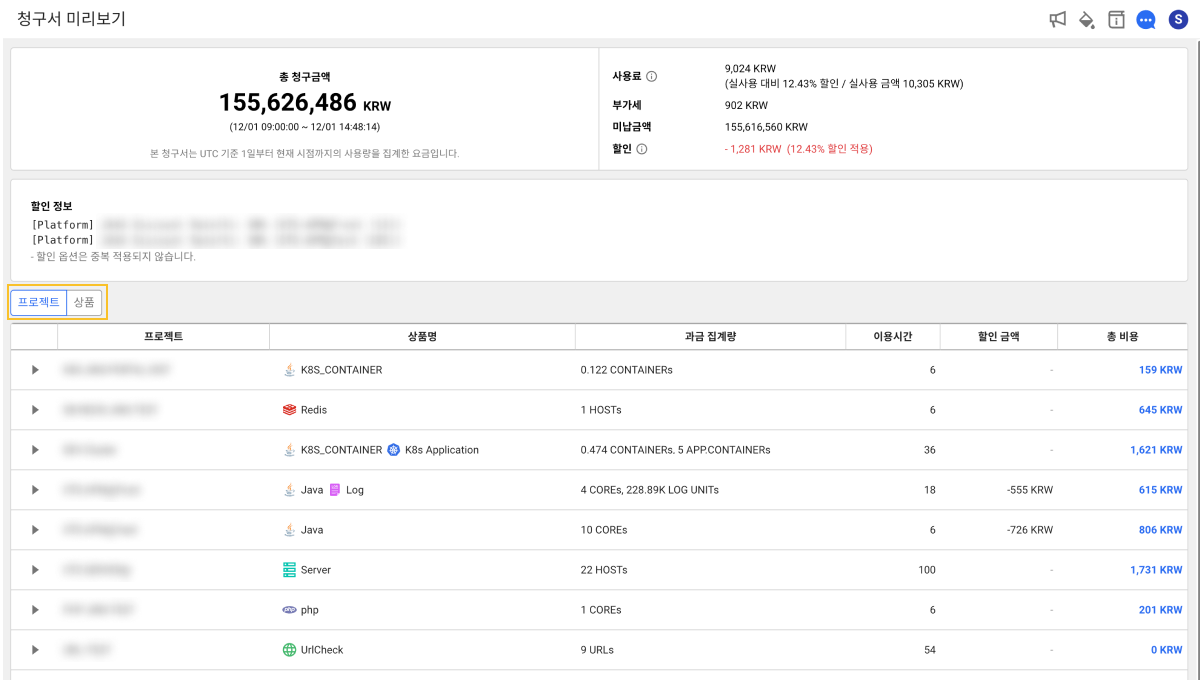 청구서 미리보기
S
총 청구금액
155,626,486 KRW
(12/01 09:00:00 ~ 12/01 14:48:14)
본 청구서는 UTC 기준 1일부터 현재 시점까지의 사용량을 집계한 요금입니다.
사용료
9,024 KRW
(실사용 대비 12.43% 할인 / 실사용 금액 10,305 KRW)
부가세 902 KRW
미납금액 155,616,560 KRW
할인 - 1,281 KRW (12.43% 할인 적용)
할인 정보
[Platform]
[Platform]
- 할인 옵션은 중복 적용되지 않습니다.
프로젝트 상품
프로젝트 상품명 과금 집계량 이용시간 할인 금액 총 비용
K8S_CONTAINER 0.122 CONTAINERs 6 - 159 KRW
Redis 1 HOSTs 6 - 645 KRW
K8S_CONTAINER K8s Application 0.474 CONTAINERs. 5 APP.CONTAINERs 36 - 1,621 KRW
Java Log 4 COREs, 228.89K LOG UNITs 18 -555 KRW 615 KRW
Java 10 COREs 6 -726 KRW 806 KRW
Server 22 HOSTs 100 - 1,731 KRW
php php 1 COREs 6 - 201 KRW
UrlCheck 9 URLs 54 - 0 KRW